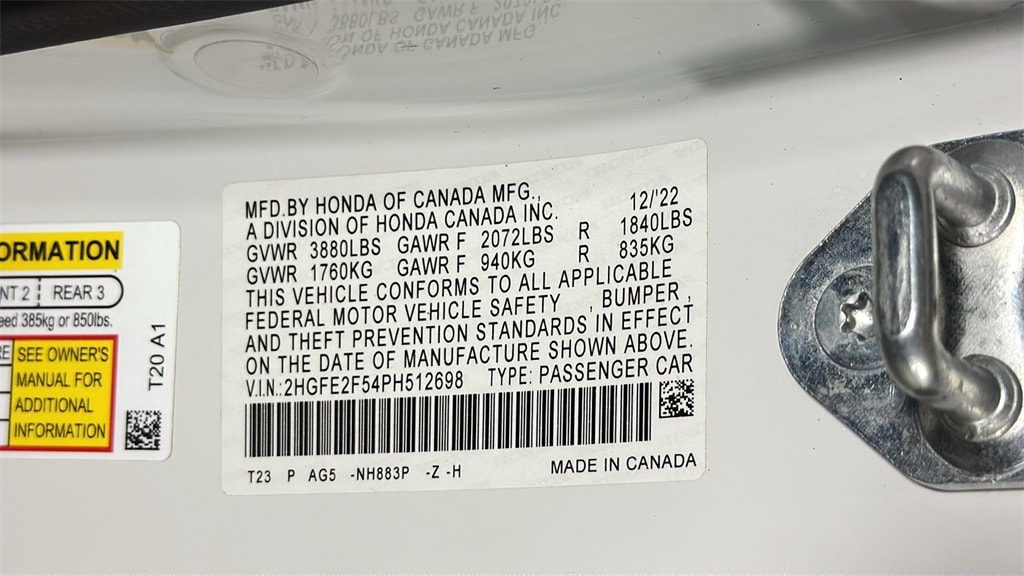 MFD.BY HONDA OF CANADA MFG., 12/'22
A DIVISION OF HONDA CANADA INC.
GVWR 3880LBS GAWR F 2072LBS R 1840LBS
GVWR 1760KG GAWR F 940KG R 835KG
THIS VEHICLE CONFORMS TO ALL APPLICABLE
FEDERAL MOTOR VEHICLE SAFETY , BUMPER ,
AND THEFT PREVENTION STANDARDS IN EFFECT
ON THE DATE OF MANUFACTURE SHOWN ABOVE.
V.I.N.:2HGFE2F54PH512698 TYPE: PASSENGER CAR
T23 P AG5 -NH883P -Z -H
MADE IN CANADA
ORMATION
NT 2 REAR 3
eed 385kg or 850lbs.
RE SEE OWNER'S
MANUAL FOR
ADDITIONAL
INFORMATION
T20 A1